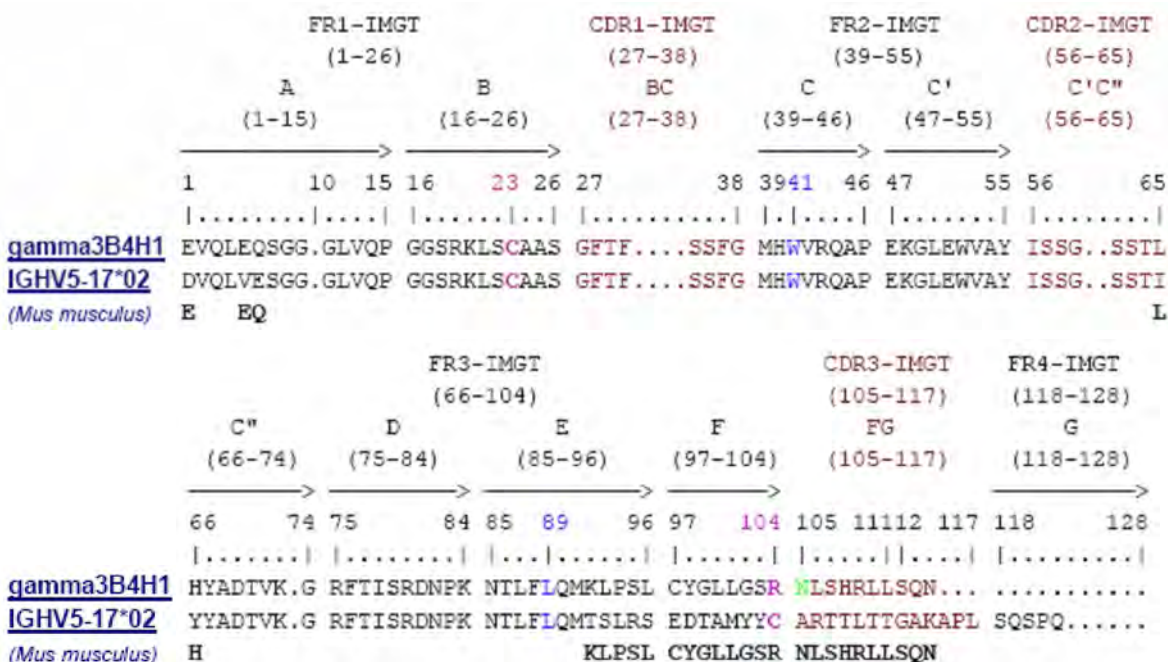 FR1-IMGT CDR1-IMGT FR2-IMGT CDR2-IMGT
(1-26) (27-38) (39-55) (56-65)
A B BC C C' C'C"
(1-15) (16-26) (27-38) (39-46) (47-55) (56-65)
1 10 15 16 23 26 27 38 3941 46 47 55 56 65
|........|....| |......|..| |..........| |.|....| |.......| |........|
gamma3B4H1 EVQLEQSGG.GLVQP GGSRKLSCAAS GFTF....SSFG MHWVRQAP EKGLEWVAY ISSG..SSTL
IGHV5-17*02 DVQLVESGG.GLVQP GGSRKLSCAAS GFTF....SSFG MHWVRQAP EKGLEWVAY ISSG..SSTI
(Mus musculus) E EQ L
FR3-IMGT CDR3-IMGT FR4-IMGT
(66-104) (105-117) (118-128)
C" D E F FG G
(66-74) (75-84) (85-96) (97-104) (105-117) (118-128)
66 74 75 84 85 89 96 97 104 105 111112 117 118 128
|.......| |........| |...|......| |......| |.....||....| |.........|
gamma3B4H1 HYADTVK.G RFTISRDNPK NTLFLQMKLPSL CYGLLGSR NLSHRLLSQN... ...........
IGHV5-17*02 YYADTVK.G RFTISRDNPK NTLFLQMTSLRS EDTAMYYC ARTTLTTGAKAPL SQSPQ......
(Mus musculus) H KLPSL CYGLLGSR NLSHRLLSQN